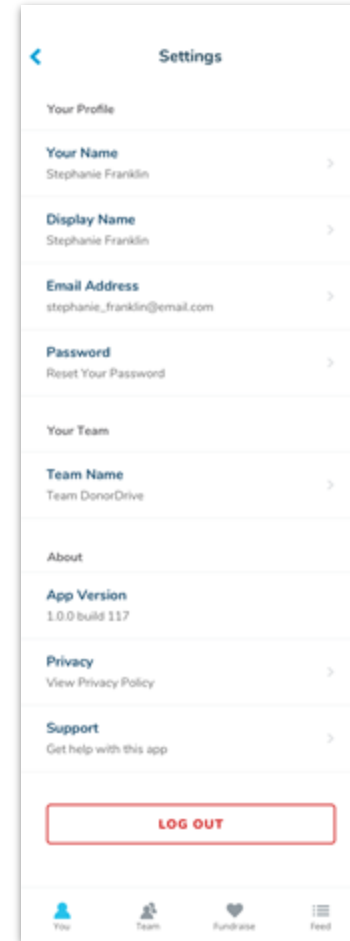 Settings
Your Profile
Your Name
Stephanie Franklin
Display Name
Stephanie Franklin
Email Address
stephanie_franklin@email.com
Password
Reset Your Password
Your Team
Team Name
Team DonorDrive
About
App Version
1.0.0 build 117
Privacy
View Privacy Policy
Support
Get help with this app
LOG OUT
You Team Fundraise Feed